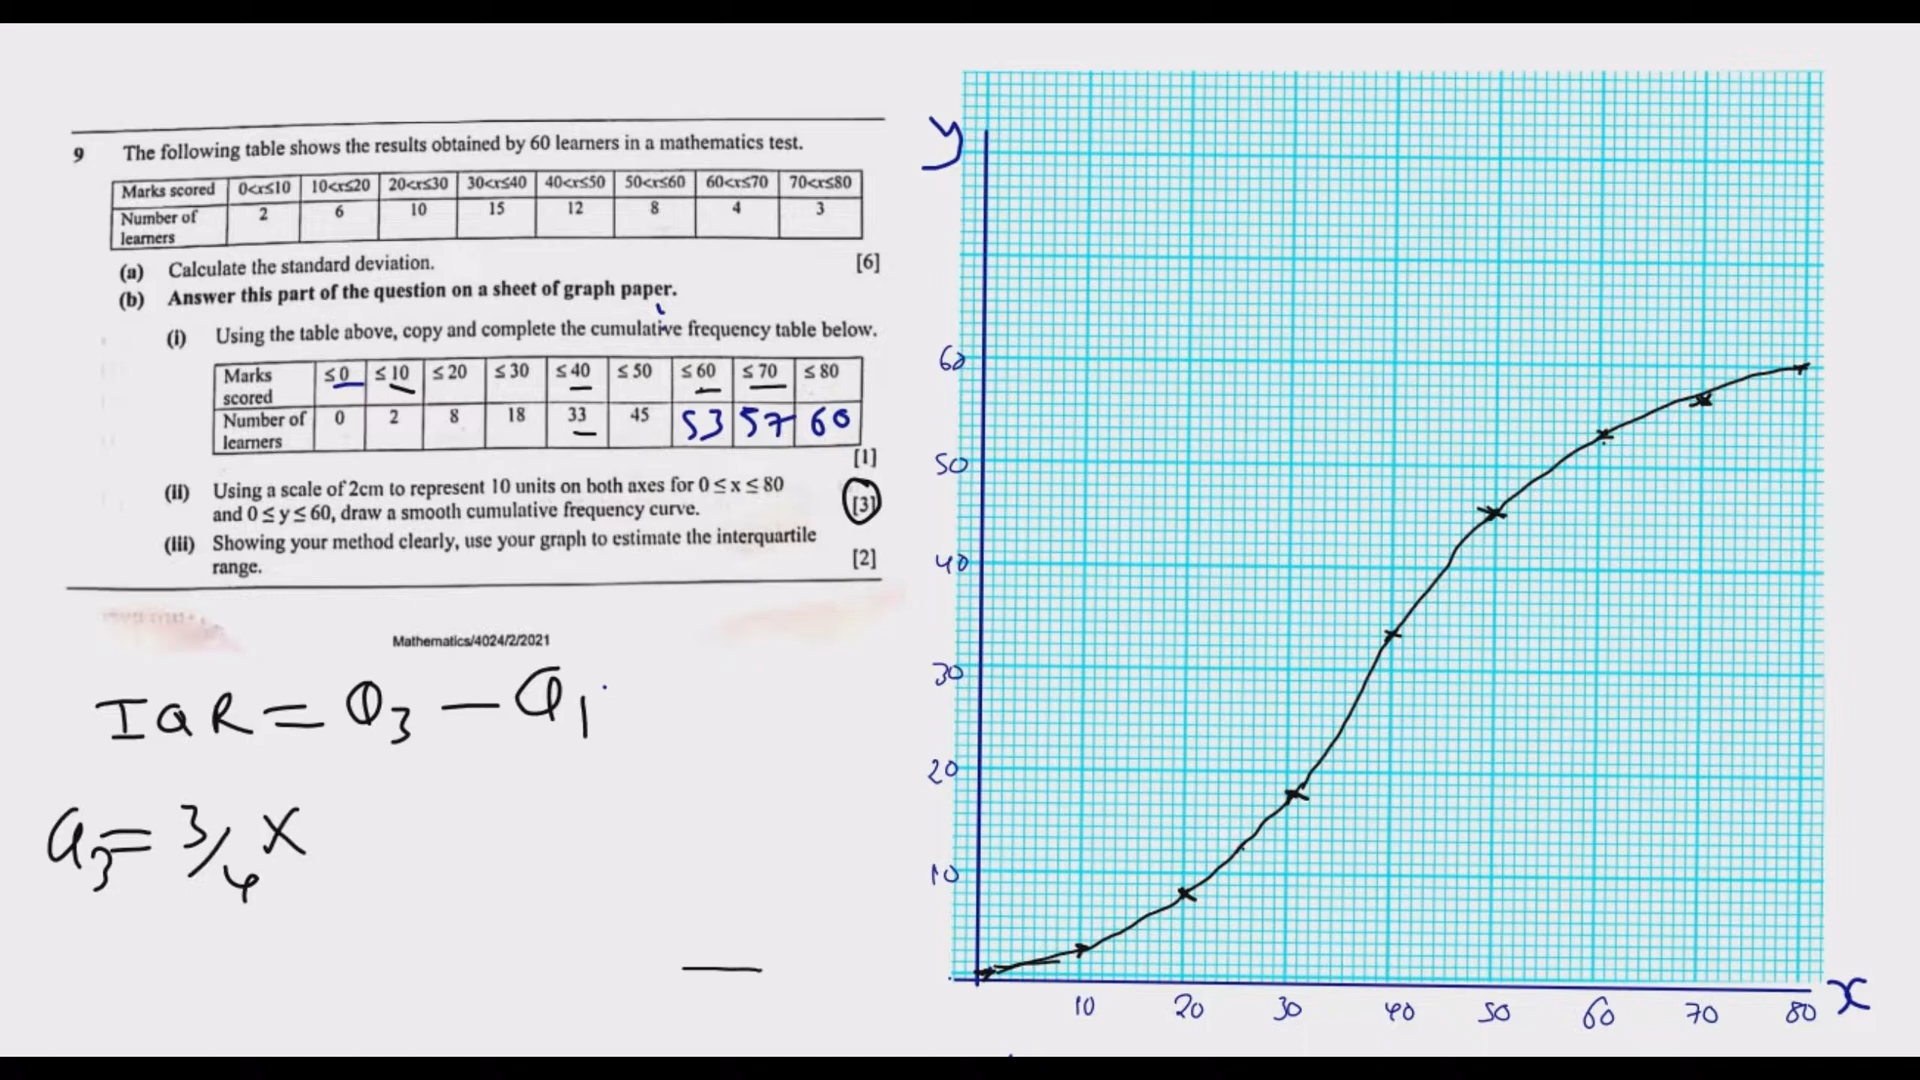 9 The following table shows the results obtained by 60 learners in a mathematics test.
Marks scored 0<x≤10 10<x≤20 20<x≤30 30<x≤40 40<x≤50 50<x≤60 60<x≤70 70<x≤80
Number of learners 2 6 10 15 12 8 4 3
(a) Calculate the standard deviation. [6]
(b) Answer this part of the question on a sheet of graph paper.
(i) Using the table above, copy and complete the cumulative frequency table below.
Marks scored ≤0 ≤10 ≤20 ≤30 ≤40 ≤50 ≤60 ≤70 ≤80
Number of learners 0 2 8 18 33 45 53 57 60
[1]
(ii) Using a scale of 2cm to represent 10 units on both axes for 0≤x≤80
and 0≤y≤60, draw a smooth cumulative frequency curve. [3]
(iii) Showing your method clearly, use your graph to estimate the interquartile
range. [2]
Mathematics/4024/2/2021
IQR = Q3 − Q1
Q3 = 3/4 X
y
60
50
40
30
20
10
10 20 30 40 50 60 70 80 x